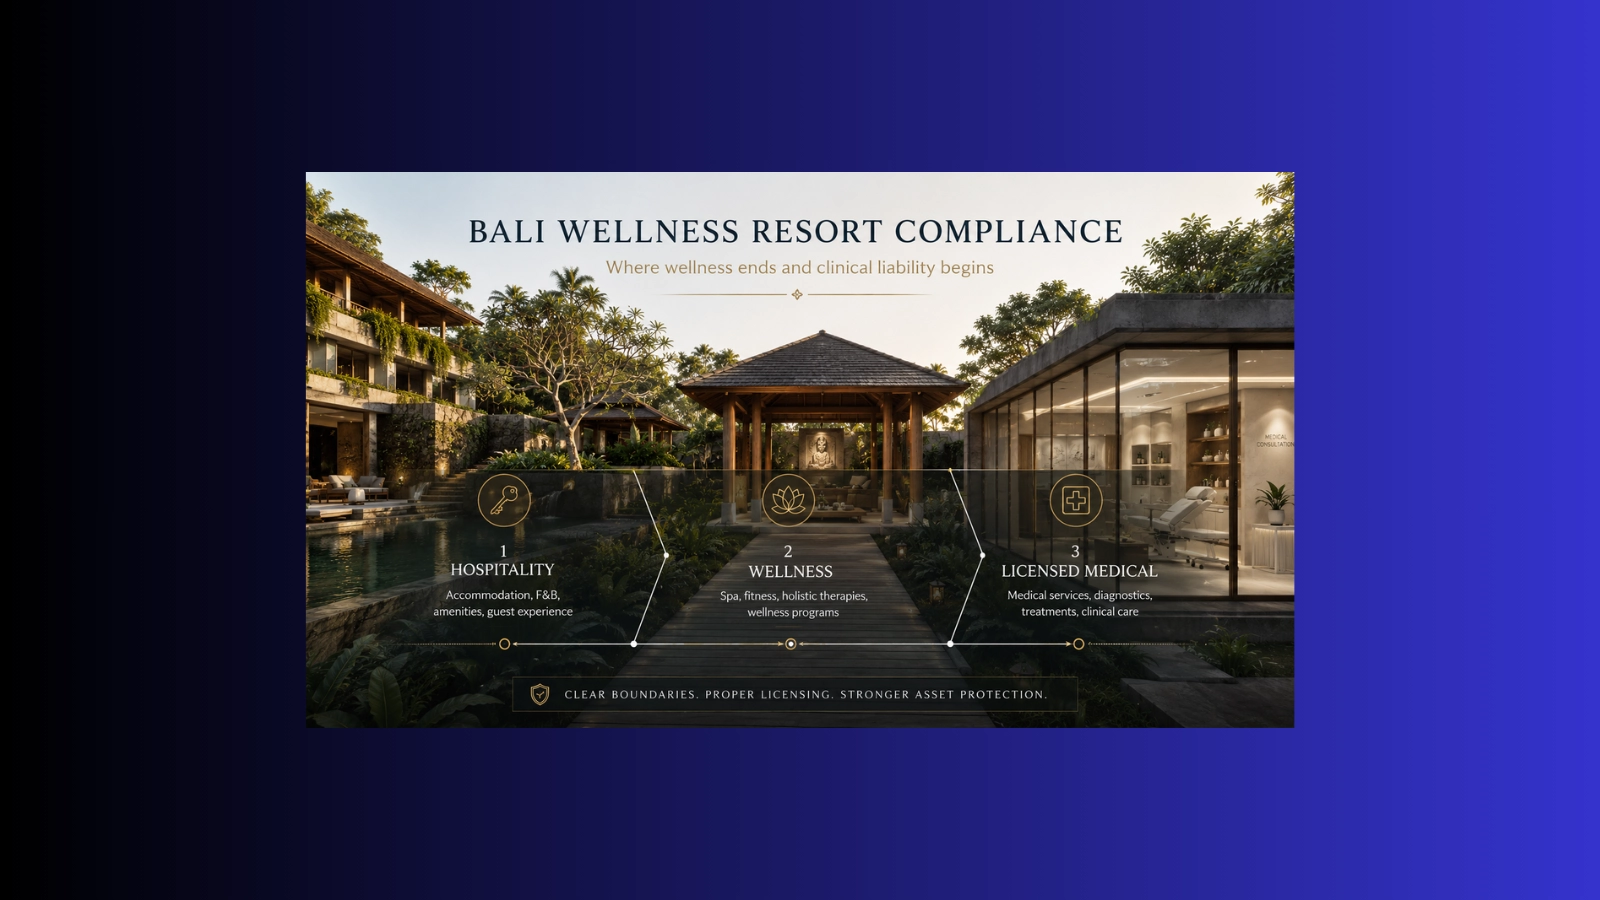 BALI WELLNESS RESORT COMPLIANCE
Where wellness ends and clinical liability begins
MEDICAL
CONSULTATION
1
HOSPITALITY
Accommodation, F&B,
amenities, guest experience
2
WELLNESS
Spa, fitness, holistic therapies,
wellness programs
3
LICENSED MEDICAL
Medical services, diagnostics,
treatments, clinical care
CLEAR BOUNDARIES. PROPER LICENSING. STRONGER ASSET PROTECTION.